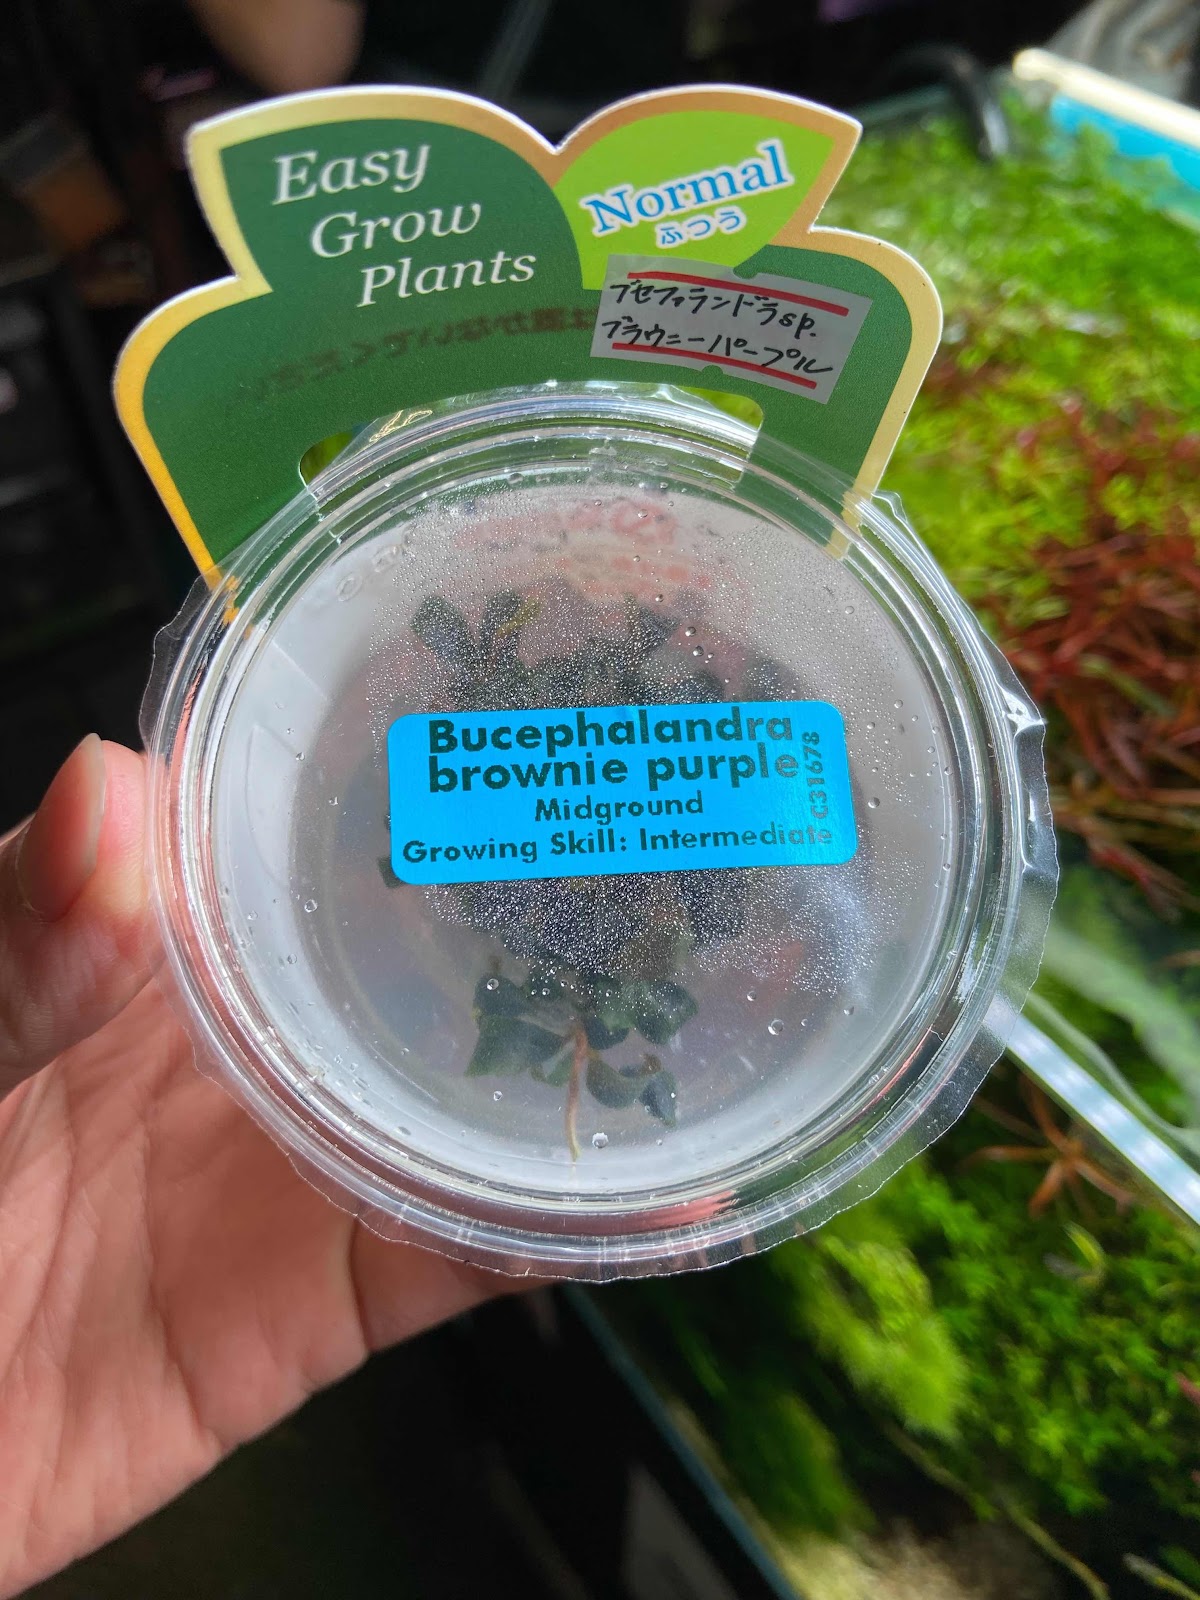 Easy
Grow
Plants
Normal
ふつう
ブセファランドラsp.
ブラウニーパープル
Bucephalandra
brownie purple
Midground
Growing Skill: Intermediate
C31678